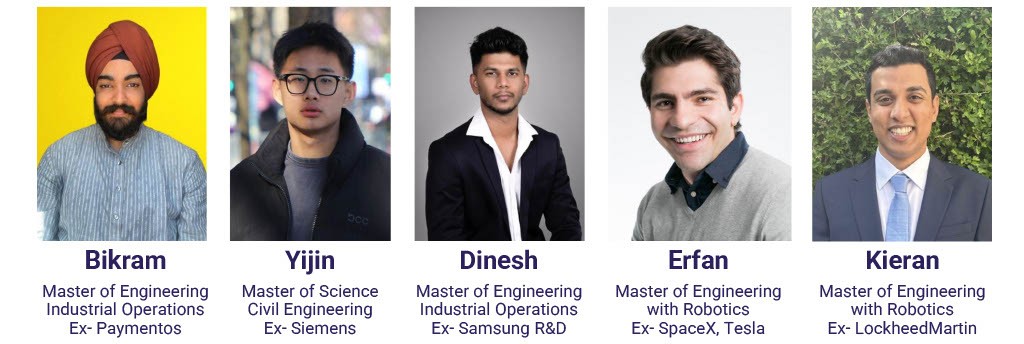 Bikram
Master of Engineering
Industrial Operations
Ex- Paymentos
Yijin
Master of Science
Civil Engineering
Ex- Siemens
Dinesh
Master of Engineering
Industrial Operations
Ex- Samsung R&D
Erfan
Master of Engineering
with Robotics
Ex- SpaceX, Tesla
Kieran
Master of Engineering
with Robotics
Ex- LockheedMartin